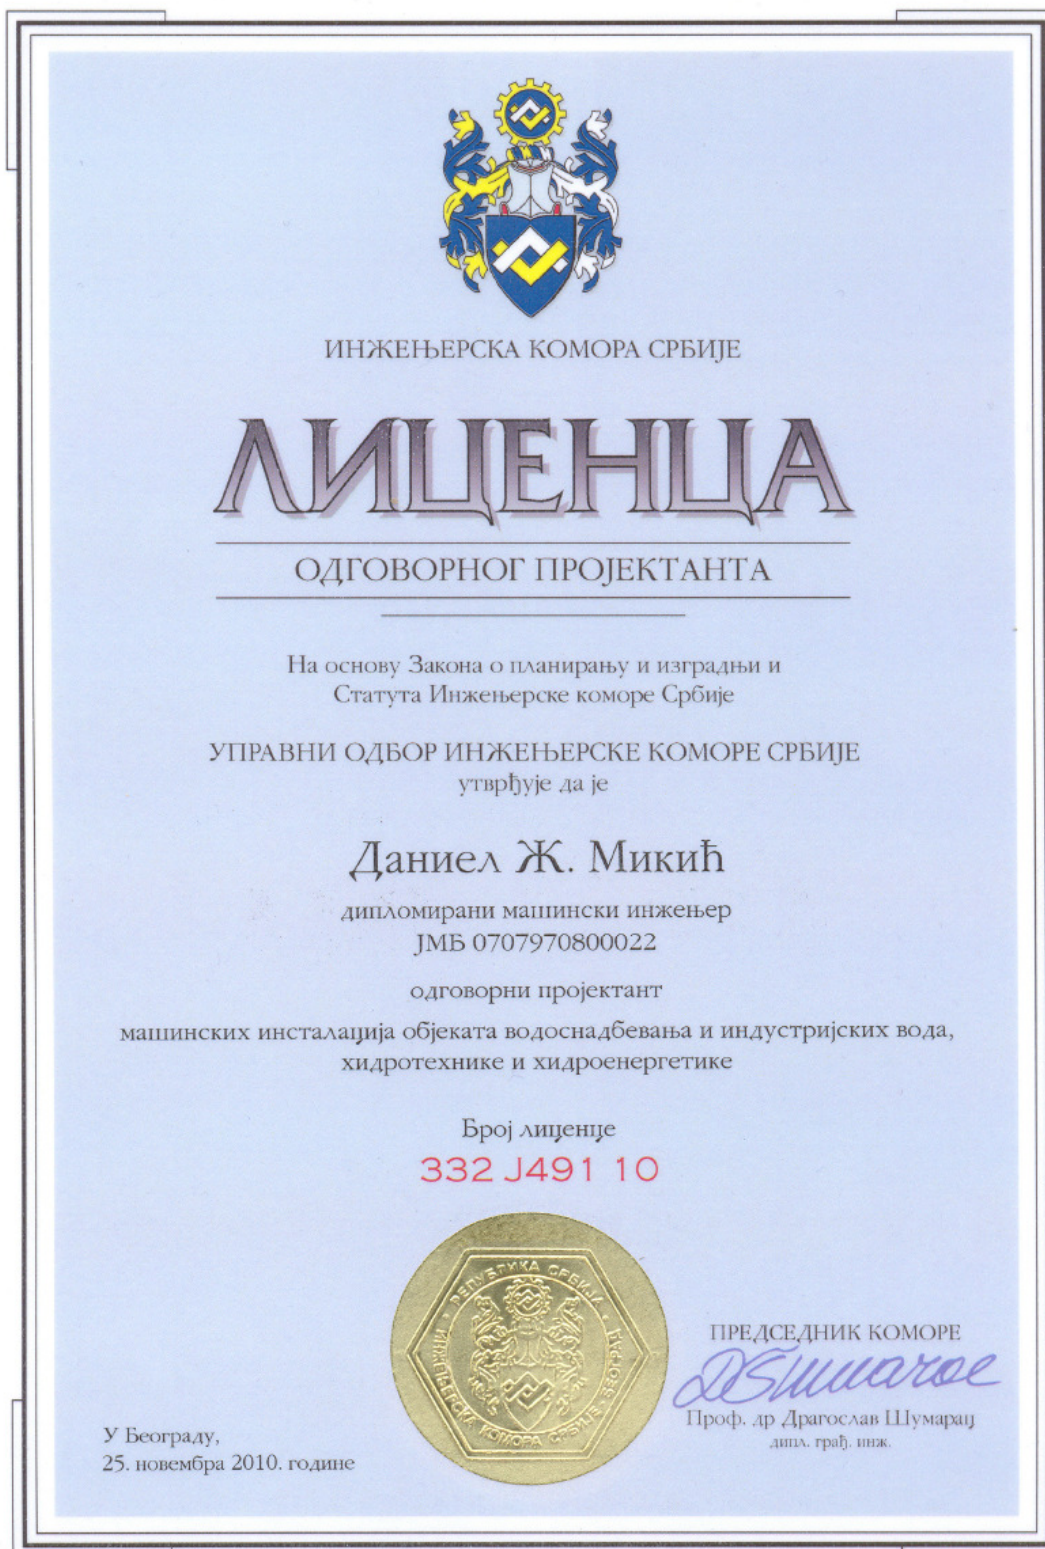 ИНЖЕЊЕРСКА КОМОРА СРБИЈЕ
ЛИЦЕНЦА
ОДГОВОРНОГ ПРОЈЕКТАНТА
На основу Закона о планирању и изградњи и
Статута Инжењерске коморе Србије
УПРАВНИ ОДБОР ИНЖЕЊЕРСКЕ КОМОРЕ СРБИЈЕ
утврђује да је
Даниел Ж. Микић
дипломирани машински инжењер
ЈМБ 0707970800022
одговорни пројектант
машинских инсталација објеката водоснадбевања и индустријских вода,
хидротехнике и хидроенергетике
Број лиценце
332 J491 10
РЕПУБЛИКА СРБИЈА
ИНЖЕЊЕРСКА КОМОРА СРБИЈЕ · БЕОГРАД
ПРЕДСЕДНИК КОМОРЕ
Проф. др Драгослав Шумарац
дипл. грађ. инж.
У Београду,
25. новембра 2010. године